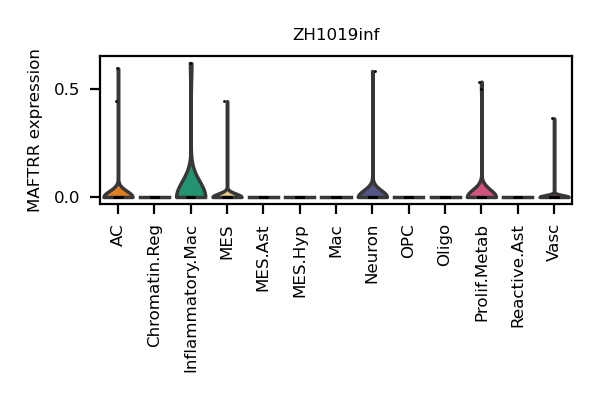 ZH1019inf
MAFTRR expression
0.5
0.0
AC
Chromatin.Reg
Inflammatory.Mac
MES
MES.Ast
MES.Hyp
Mac
Neuron
OPC
Oligo
Prolif.Metab
Reactive.Ast
Vasc